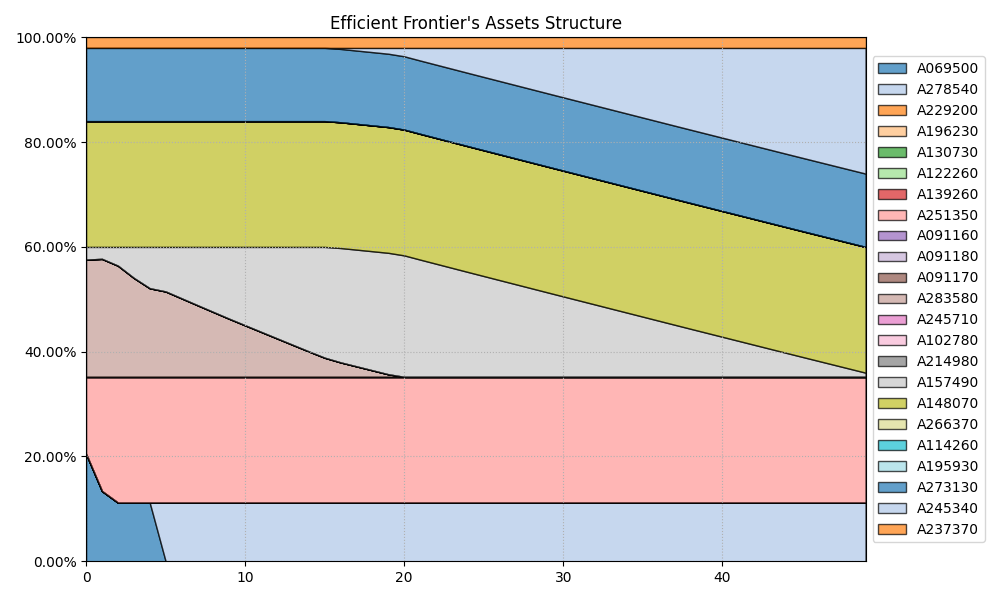 Efficient Frontier's Assets Structure
100.00%
80.00%
60.00%
40.00%
20.00%
0.00%
0
10
20
30
40
A069500
A278540
A229200
A196230
A130730
A122260
A139260
A251350
A091160
A091180
A091170
A283580
A245710
A102780
A214980
A157490
A148070
A266370
A114260
A195930
A273130
A245340
A237370